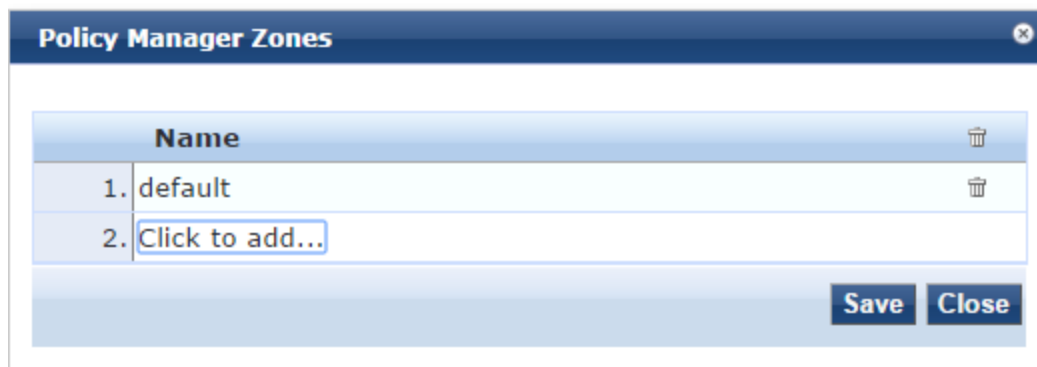 Policy Manager Zones
Name
1. default
2. Click to add...
Save Close